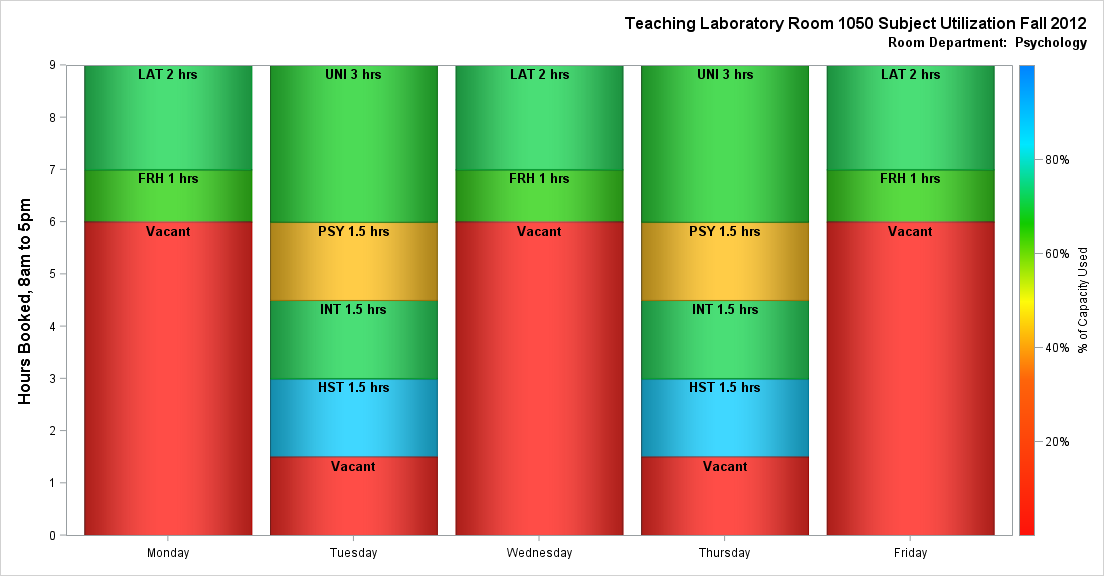 Teaching Laboratory Room 1050 Subject Utilization Fall 2012
Room Department: Psychology
Hours Booked, 8am to 5pm
9
8
7
6
5
4
3
2
1
0
LAT 2 hrs
FRH 1 hrs
Vacant
Monday
UNI 3 hrs
PSY 1.5 hrs
INT 1.5 hrs
HST 1.5 hrs
Vacant
Tuesday
LAT 2 hrs
FRH 1 hrs
Vacant
Wednesday
UNI 3 hrs
PSY 1.5 hrs
INT 1.5 hrs
HST 1.5 hrs
Vacant
Thursday
LAT 2 hrs
FRH 1 hrs
Vacant
Friday
80%
60%
40%
20%
% of Capacity Used